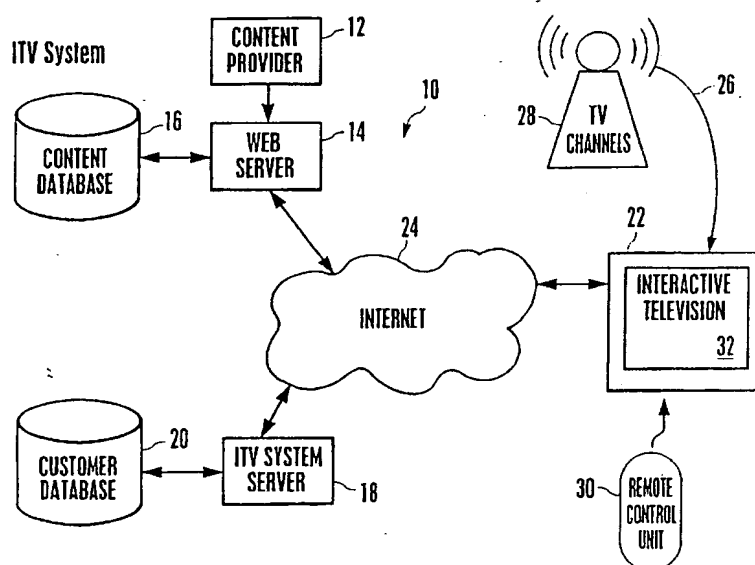 ITV System
CONTENT
PROVIDER
12
10
16
CONTENT
DATABASE
14
WEB
SERVER
28
TV
CHANNELS
26
24
INTERNET
22
INTERACTIVE
TELEVISION
32
20
CUSTOMER
DATABASE
ITV SYSTEM
SERVER
18
30
REMOTE
CONTROL
UNIT